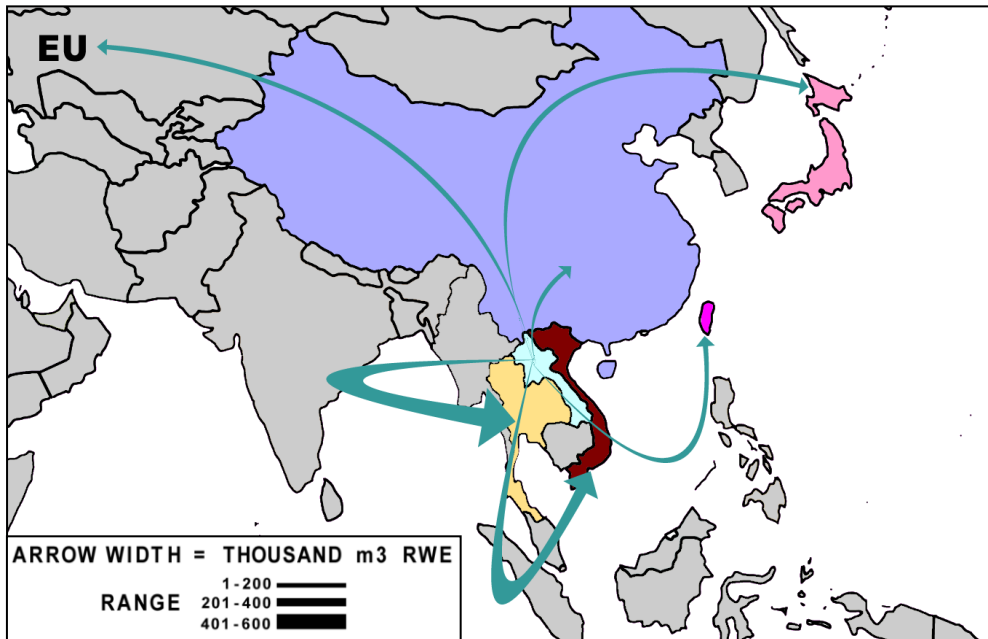 EU
ARROW WIDTH = THOUSAND m3 RWE
RANGE
1-200
201-400
401-600